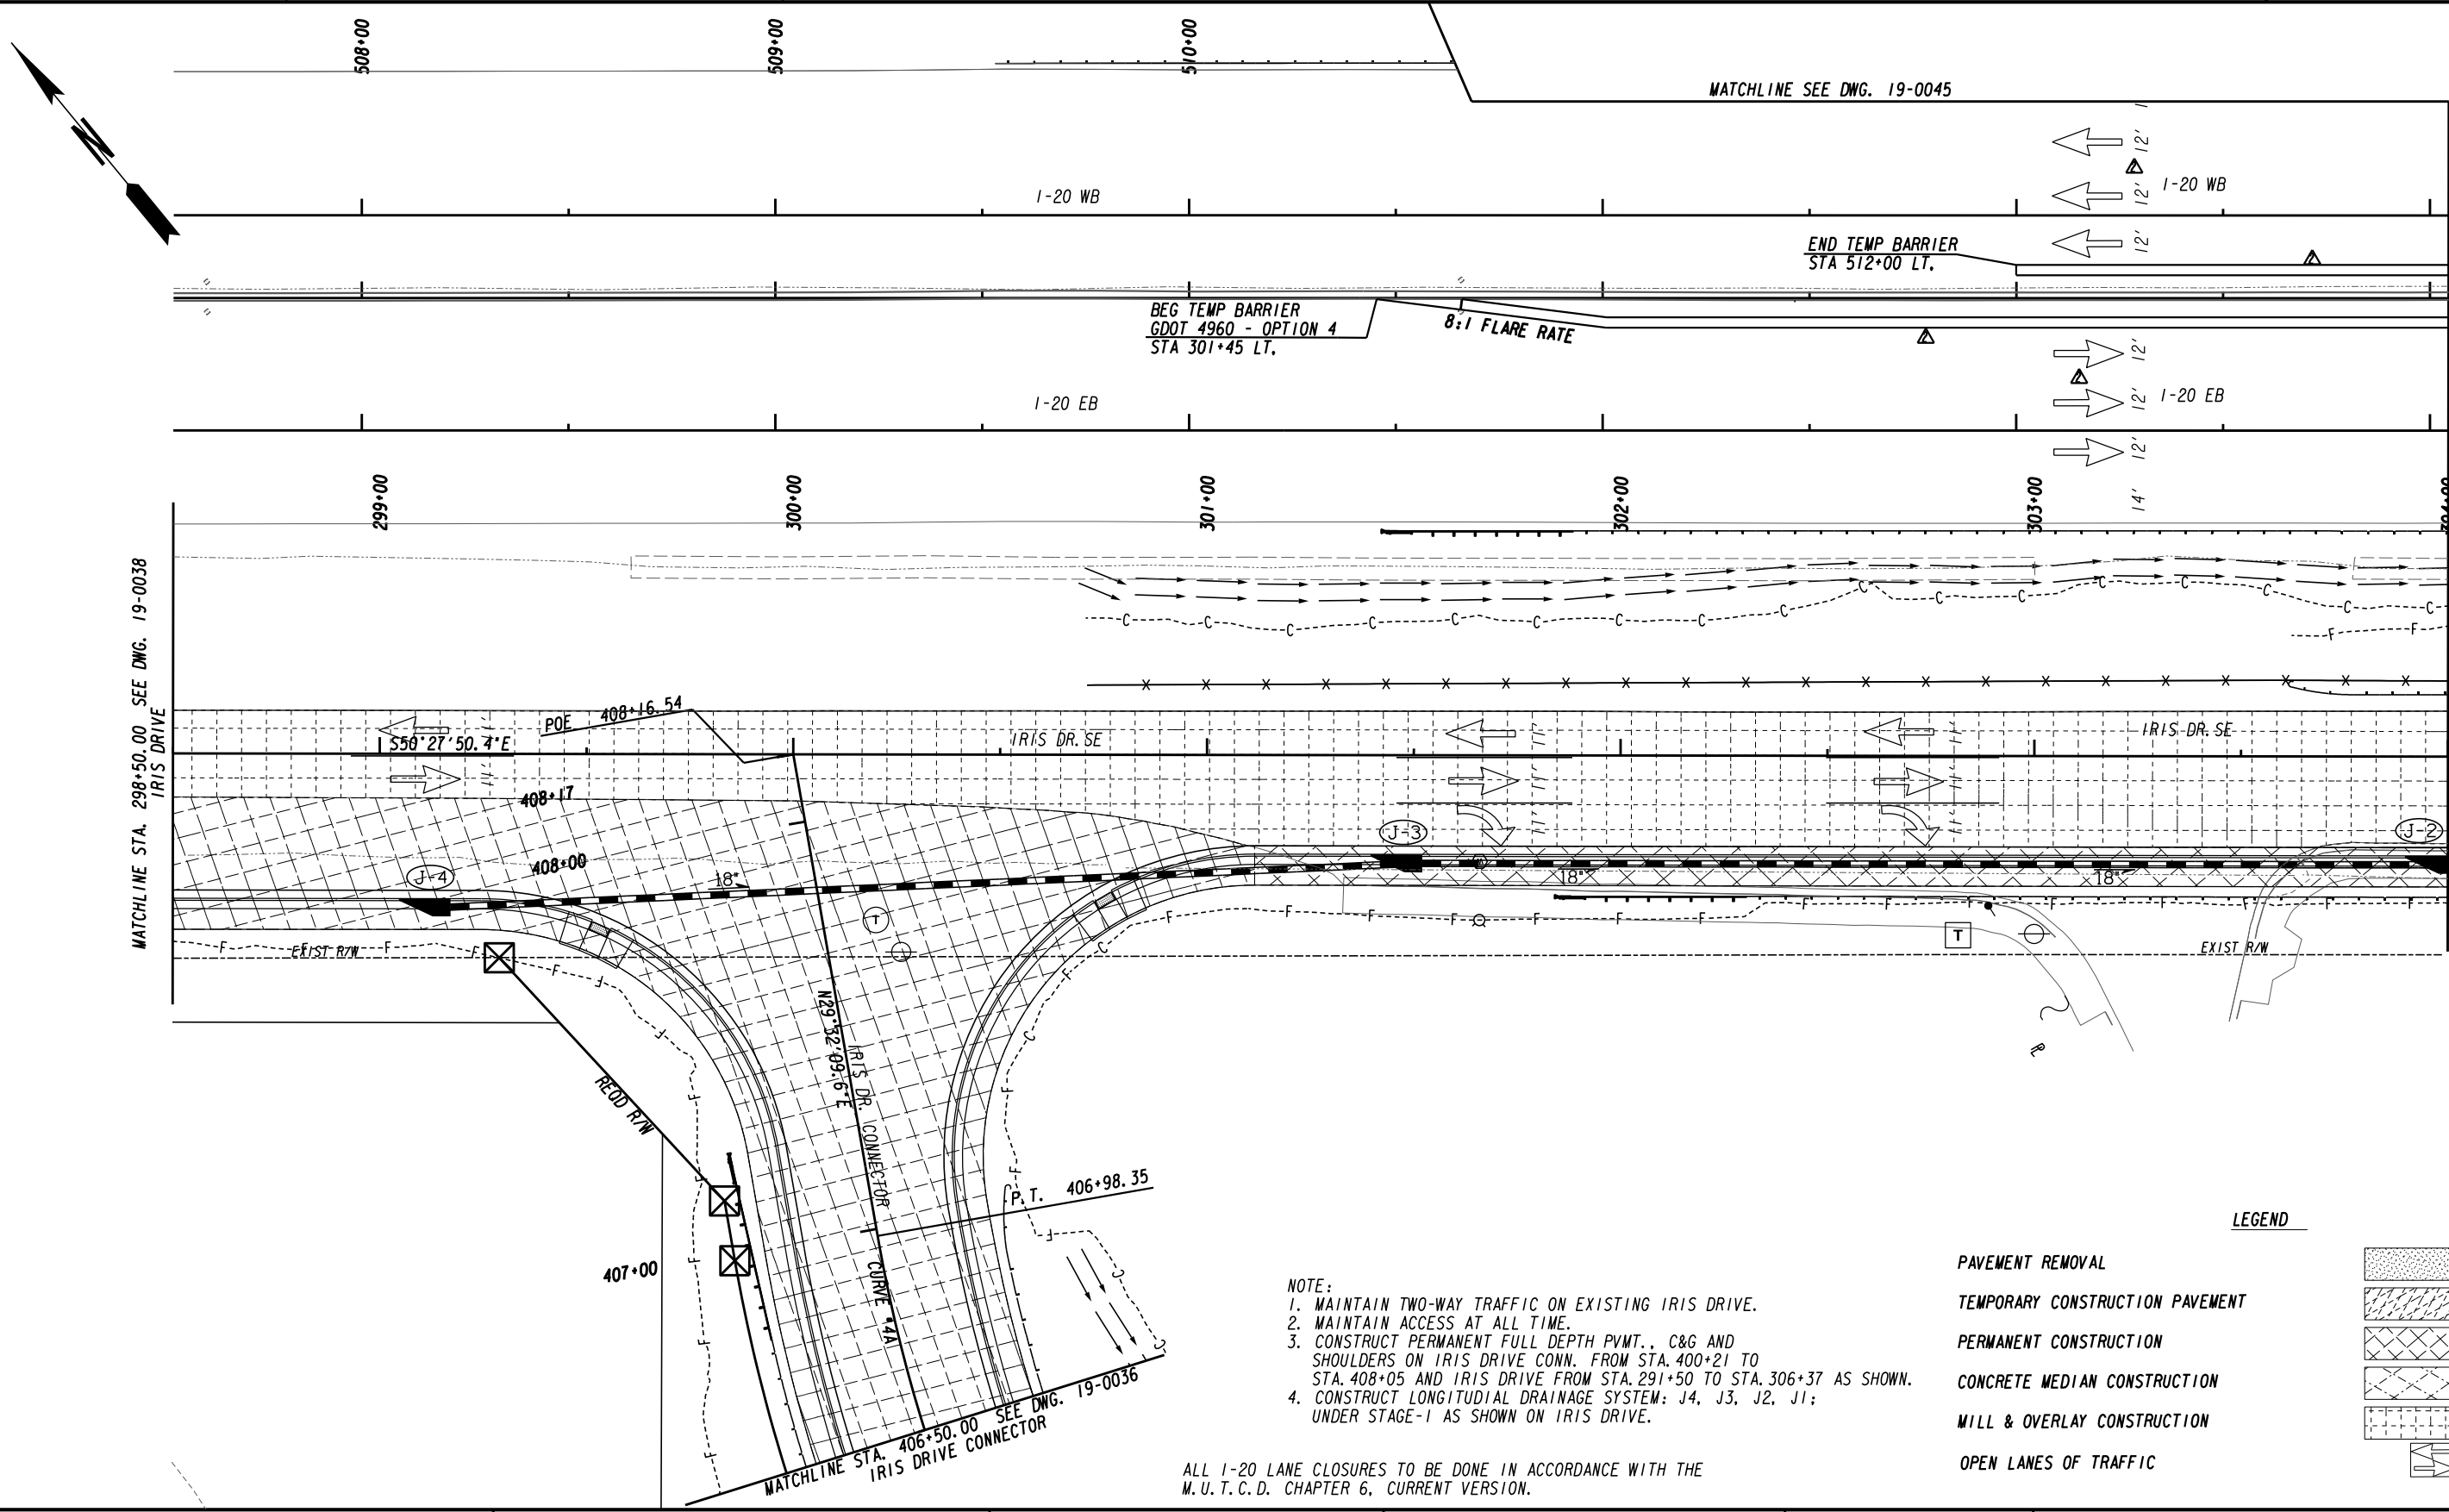 508+00
509+00
510+00
N
MATCHLINE SEE DWG. 19-0045
12'
12'
12'
I-20 WB
I-20 WB
END TEMP BARRIER
STA 512+00 LT.
BEG TEMP BARRIER
GDOT 4960 - OPTION 4
STA 301+45 LT.
8:1 FLARE RATE
12'
12'
12'
14'
I-20 EB
I-20 EB
299+00
300+00
301+00
302+00
303+00
304+00
MATCHLINE STA. 298+50.00 SEE DWG. 19-0038
IRIS DRIVE
POE 408+16.54
S50°27'50.4"E
IRIS DR. SE
IRIS DR. SE
11'
11'
11'
11'
11'
11'
11'
11'
408+17
408+00
J-4
J-3
J-2
18"
18"
18"
T
T
EXIST R/W
EXIST R/W
REQD R/W
N29°32'09.6"E
IRIS DR. CONNECTOR
CURVE #4A
P.T. 406+98.35
407+00
MATCHLINE STA. 406+50.00 SEE DWG. 19-0036
IRIS DRIVE CONNECTOR
NOTE:
1. MAINTAIN TWO-WAY TRAFFIC ON EXISTING IRIS DRIVE.
2. MAINTAIN ACCESS AT ALL TIME.
3. CONSTRUCT PERMANENT FULL DEPTH PVMT., C&G AND
SHOULDERS ON IRIS DRIVE CONN. FROM STA. 400+21 TO
STA. 408+05 AND IRIS DRIVE FROM STA. 291+50 TO STA. 306+37 AS SHOWN.
4. CONSTRUCT LONGITUDIAL DRAINAGE SYSTEM: J4, J3, J2, J1;
UNDER STAGE-1 AS SHOWN ON IRIS DRIVE.
ALL I-20 LANE CLOSURES TO BE DONE IN ACCORDANCE WITH THE
M.U.T.C.D. CHAPTER 6, CURRENT VERSION.
LEGEND
PAVEMENT REMOVAL
TEMPORARY CONSTRUCTION PAVEMENT
PERMANENT CONSTRUCTION
CONCRETE MEDIAN CONSTRUCTION
MILL & OVERLAY CONSTRUCTION
OPEN LANES OF TRAFFIC